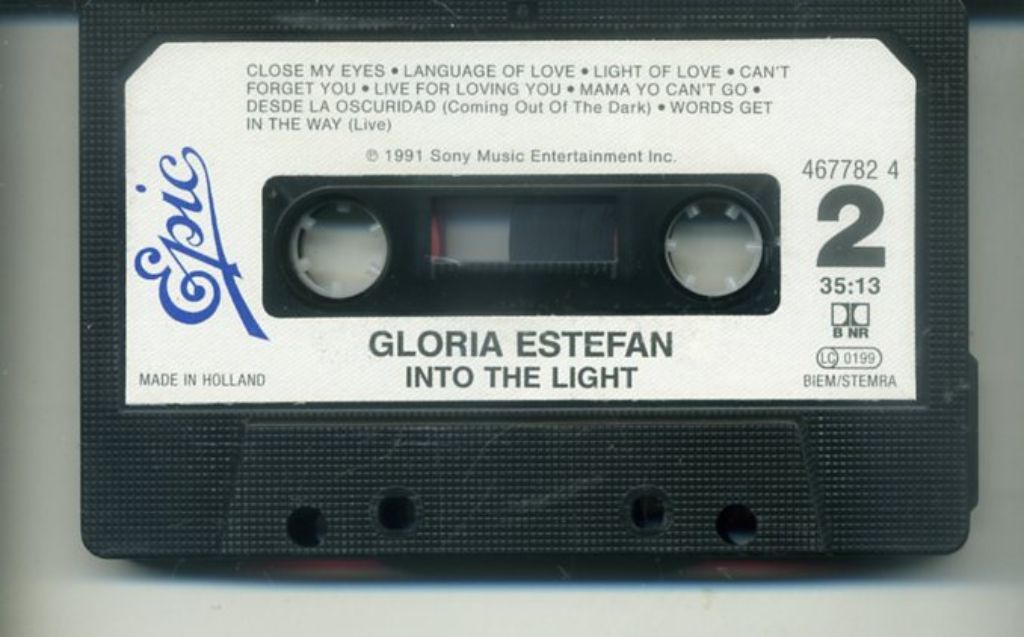 CLOSE MY EYES • LANGUAGE OF LOVE • LIGHT OF LOVE • CAN'T
FORGET YOU • LIVE FOR LOVING YOU • MAMA YO CAN'T GO •
DESDE LA OSCURIDAD (Coming Out Of The Dark) • WORDS GET
IN THE WAY (Live)
℗ 1991 Sony Music Entertainment Inc.
Epic
467782 4
2
35:13
B NR
LC 0199
BIEM/STEMRA
GLORIA ESTEFAN
INTO THE LIGHT
MADE IN HOLLAND